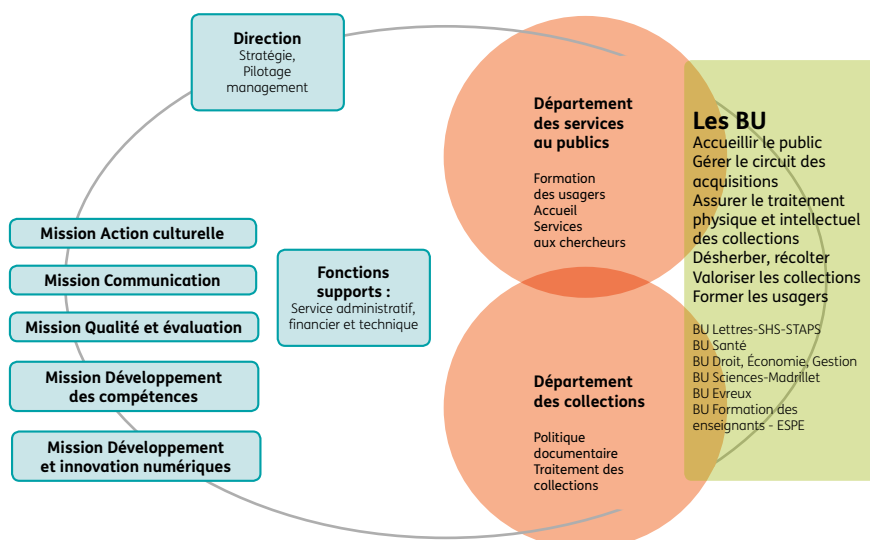 Direction
Stratégie,
Pilotage
management
Mission Action culturelle
Mission Communication
Mission Qualité et évaluation
Mission Développement
des compétences
Mission Développement
et innovation numériques
Fonctions
supports :
Service administratif,
financier et technique
Département
des services
au publics
Formation
des usagers
Accueil
Services
aux chercheurs
Département
des collections
Politique
documentaire
Traitement des
collections
Les BU
Accueillir le public
Gérer le circuit des
acquisitions
Assurer le traitement
physique et intellectuel
des collections
Désherber, récolter
Valoriser les collections
Former les usagers
BU Lettres-SHS-STAPS
BU Santé
BU Droit, Économie, Gestion
BU Sciences-Madrillet
BU Evreux
BU Formation des
enseignants - ESPE